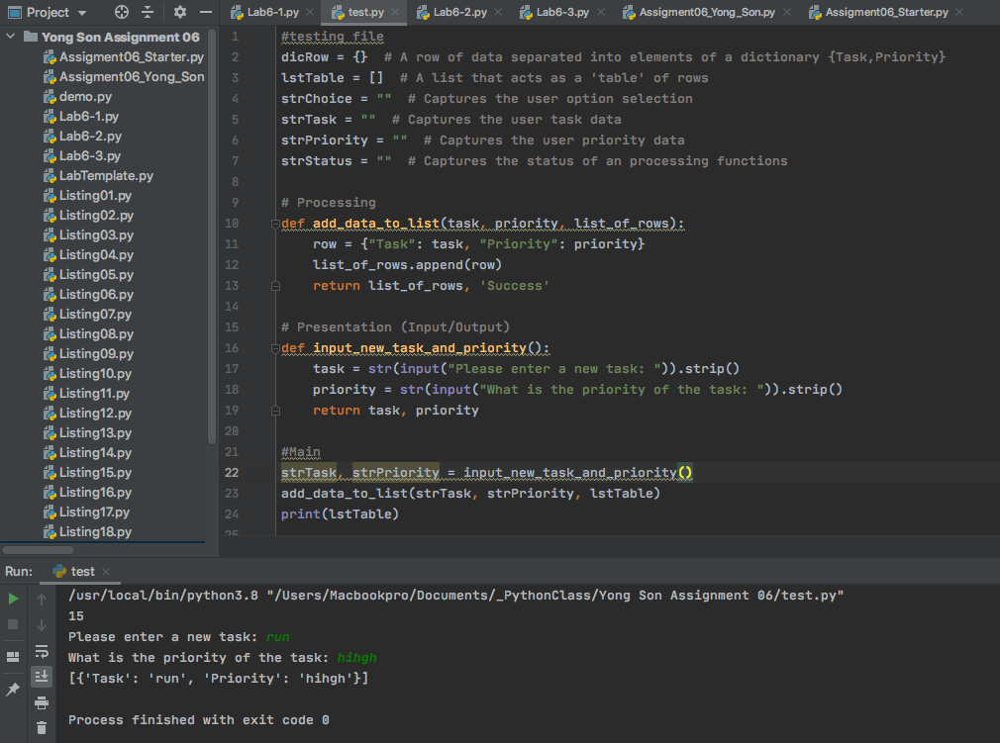 Project
Lab6-1.py
test.py
Lab6-2.py
Lab6-3.py
Assigment06_Yong_Son.py
Assigment06_Starter.py
Yong Son Assignment 06
Assigment06_Starter.py
Assigment06_Yong_Son
demo.py
Lab6-1.py
Lab6-2.py
Lab6-3.py
LabTemplate.py
Listing01.py
Listing02.py
Listing03.py
Listing04.py
Listing05.py
Listing06.py
Listing07.py
Listing08.py
Listing09.py
Listing10.py
Listing11.py
Listing12.py
Listing13.py
Listing14.py
Listing15.py
Listing16.py
Listing17.py
Listing18.py
1 #testing file
2 dicRow = {}  # A row of data separated into elements of a dictionary {Task,Priority}
3 lstTable = []  # A list that acts as a 'table' of rows
4 strChoice = ""  # Captures the user option selection
5 strTask = ""  # Captures the user task data
6 strPriority = ""  # Captures the user priority data
7 strStatus = ""  # Captures the status of an processing functions
8
9 # Processing
10 def add_data_to_list(task, priority, list_of_rows):
11     row = {"Task": task, "Priority": priority}
12     list_of_rows.append(row)
13     return list_of_rows, 'Success'
14
15 # Presentation (Input/Output)
16 def input_new_task_and_priority():
17     task = str(input("Please enter a new task: ")).strip()
18     priority = str(input("What is the priority of the task: ")).strip()
19     return task, priority
20
21 #Main
22 strTask, strPriority = input_new_task_and_priority()
23 add_data_to_list(strTask, strPriority, lstTable)
24 print(lstTable)
25
Run: test
/usr/local/bin/python3.8 "/Users/Macbookpro/Documents/_PythonClass/Yong Son Assignment 06/test.py"
15
Please enter a new task: run
What is the priority of the task: hihgh
[{'Task': 'run', 'Priority': 'hihgh'}]
Process finished with exit code 0